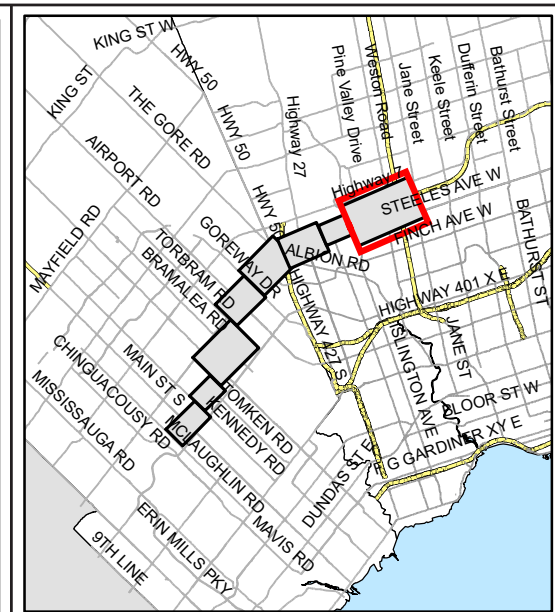 KING ST W
HWY 50
KING ST
THE GORE RD
HWY 50
Highway 27
Pine Valley Drive
Weston Road
Jane Street
Keele Street
Dufferin Street
Bathurst Street
AIRPORT RD
MAYFIELD RD
HWY 50
Highway 7
STEELES AVE W
FINCH AVE W
BATHURST ST
GOREWAY DR
ALBION RD
TORBRAM RD
BRAMALEA RD
HIGHWAY 427 S
HIGHWAY 401 X
ISLINGTON AVE
JANE ST
CHINGUACOUSY RD
MAIN ST S
MISSISSAUGA RD
TOMKEN RD
KENNEDY RD
MCLAUGHLIN RD
BLOOR ST W
F G GARDINER XY E
DUNDAS ST E
MAVIS RD
ERIN MILLS PKY
9TH LINE